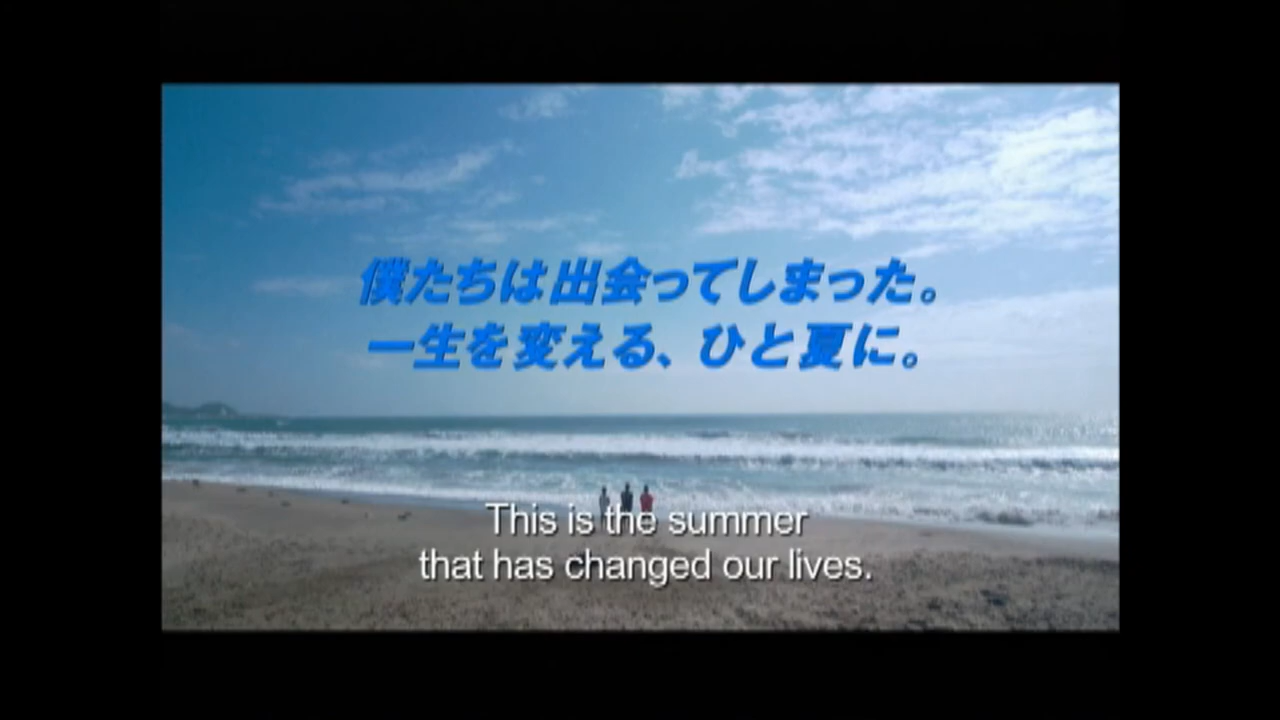 僕たちは出会ってしまった。
一生を変える、ひと夏に。
This is the summer
that has changed our lives.